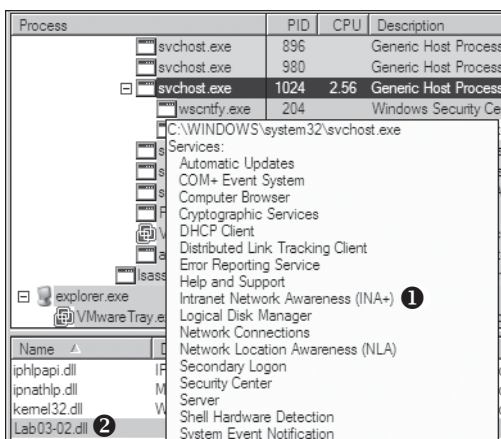 Process PID CPU Description
svchost.exe 896 Generic Host Process
svchost.exe 980 Generic Host Process
svchost.exe 1024 2.56 Generic Host Process
wscntfy.exe 204 Windows Security Ce
C:\WINDOWS\system32\svchost.exe
Services:
Automatic Updates
COM+ Event System
Computer Browser
Cryptographic Services
DHCP Client
Distributed Link Tracking Client
Error Reporting Service
Help and Support
Intranet Network Awareness (INA+) ❶
Logical Disk Manager
Network Connections
Network Location Awareness (NLA)
Secondary Logon
Security Center
Server
Shell Hardware Detection
System Event Notification
lsass
explorer.exe
VMwareTray.e
Name
iphlpapi.dll
ipnathlp.dll
kernel32.dll
Lab03-02.dll ❷